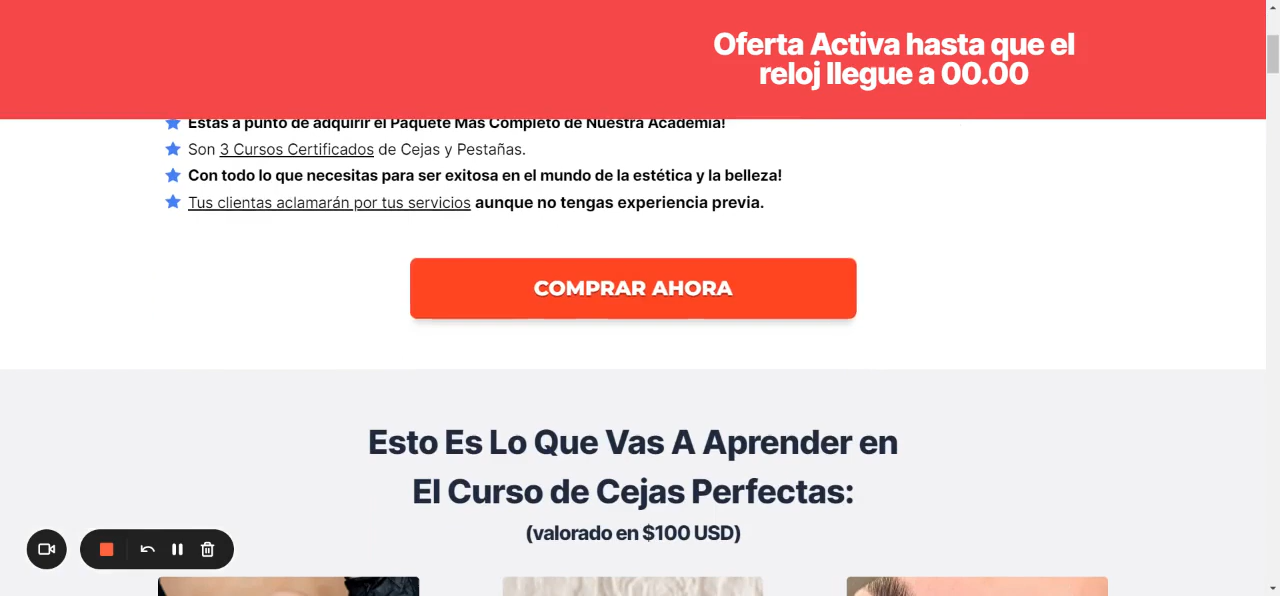 Oferta Activa hasta que el
reloj llegue a 00.00
Estas a punto de adquirir el Paquete Mas Completo de Nuestra Academia!
Son 3 Cursos Certificados de Cejas y Pestañas.
Con todo lo que necesitas para ser exitosa en el mundo de la estética y la belleza!
Tus clientas aclamarán por tus servicios aunque no tengas experiencia previa.
COMPRAR AHORA
Esto Es Lo Que Vas A Aprender en
El Curso de Cejas Perfectas:
(valorado en $100 USD)